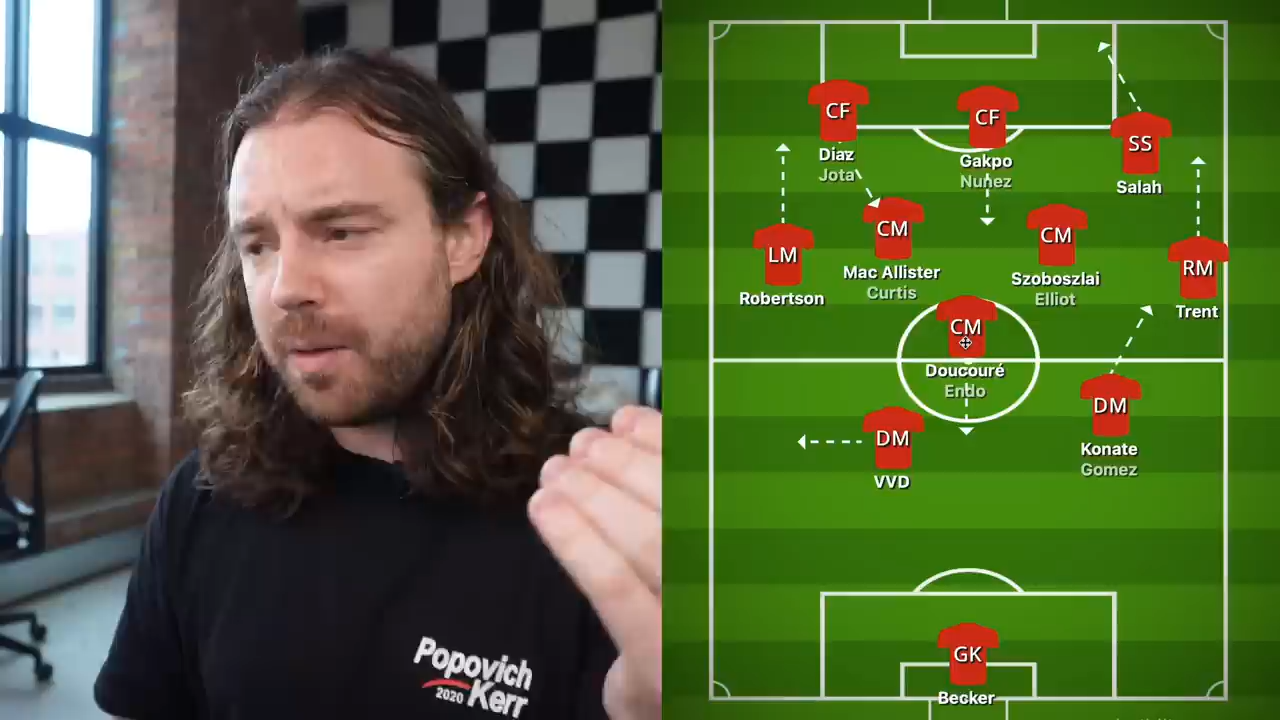 Popovich
2020 Kerr
CF
Diaz
Jota
CF
Gakpo
Nunez
SS
Salah
LM
Robertson
CM
Mac Allister
Curtis
CM
Szoboszlai
Elliot
RM
Trent
CM
Doucouré
Endo
DM
VVD
DM
Konate
Gomez
GK
Becker